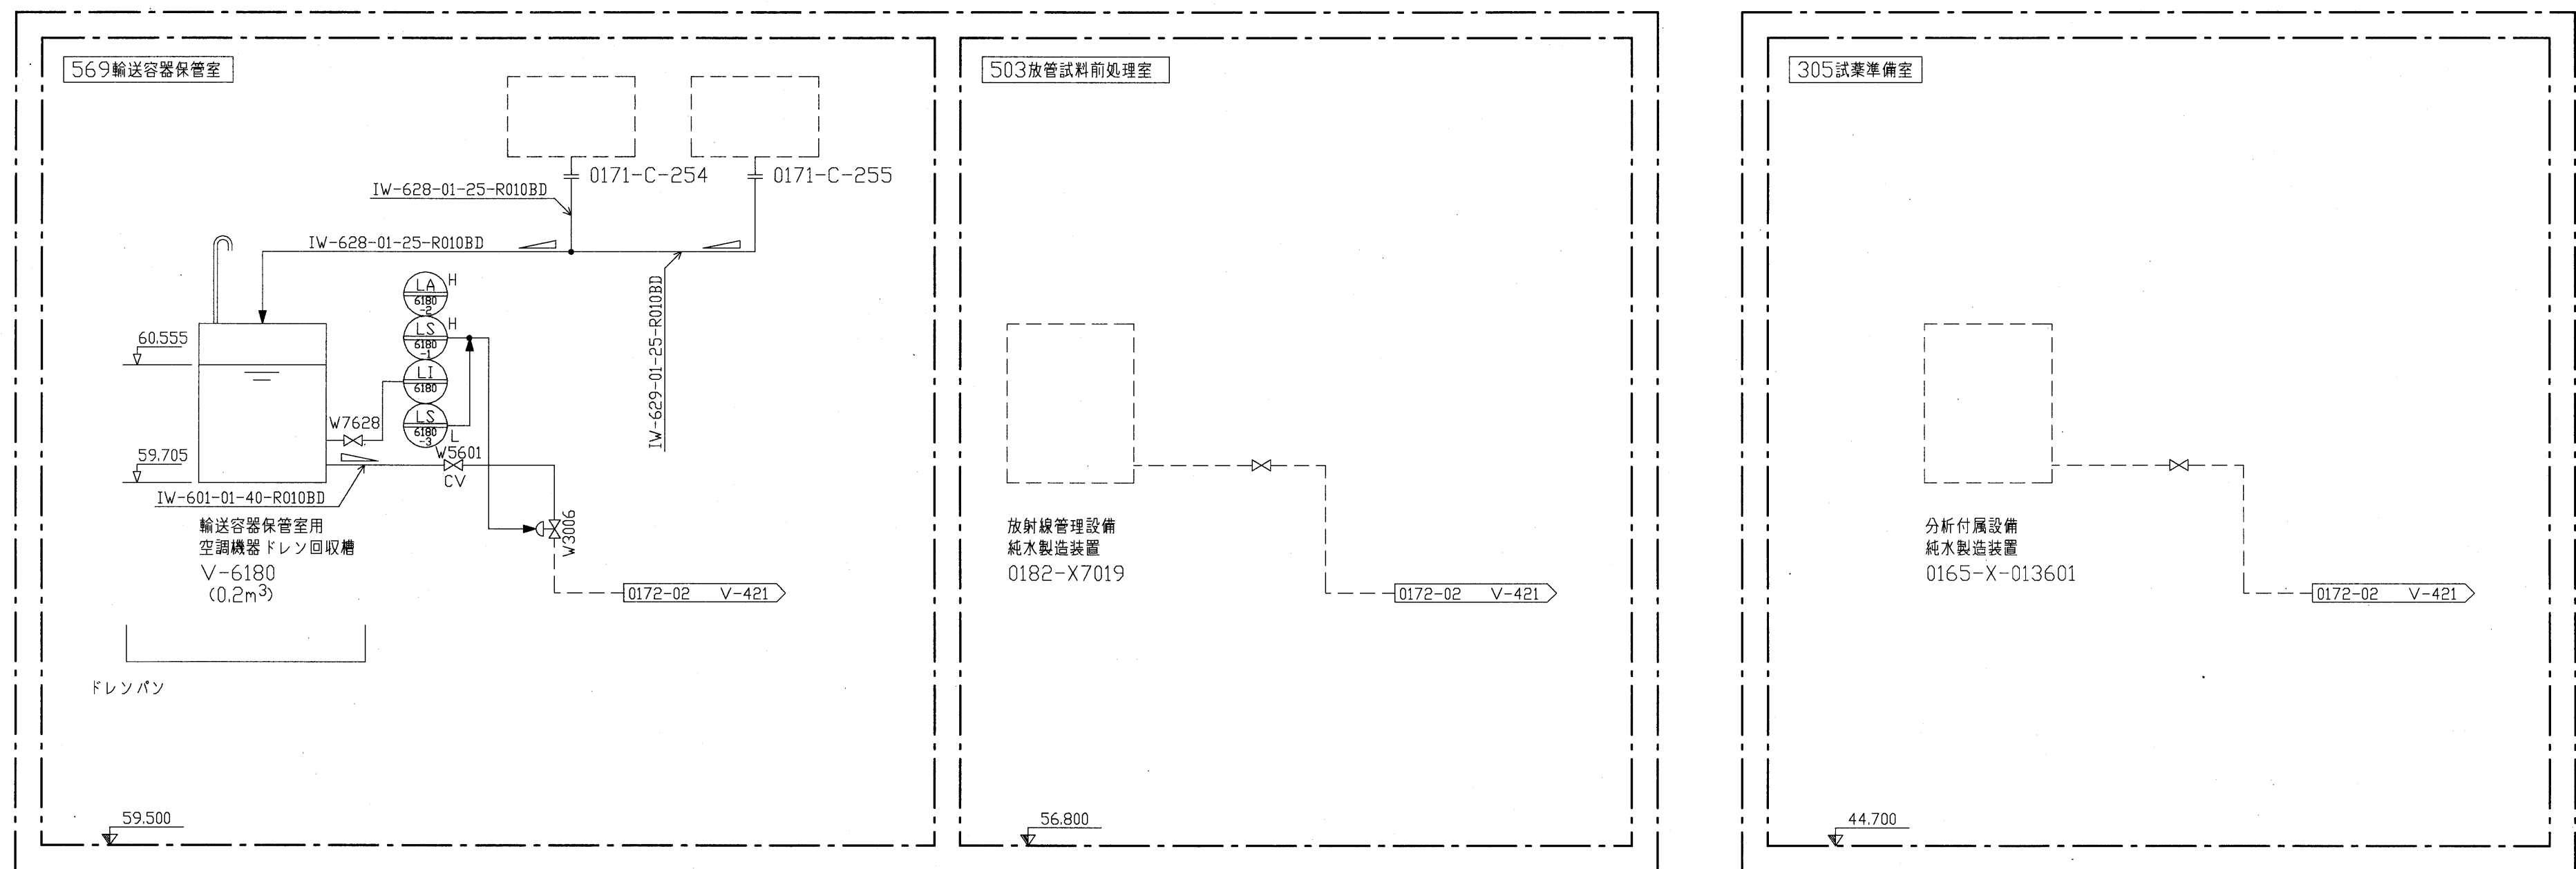 569輸送容器保管室
0171-C-254
0171-C-255
IW-628-01-25-R010BD
IW-628-01-25-R010BD
IW-629-01-25-R010BD
LA
6180
-2
H
LS
6180
-1
H
LI
6180
LS
6180
-3
L
60.555
59.705
W7628
W5601
CV
IW-601-01-40-R010BD
W3006
輸送容器保管室用
空調機器ドレン回収槽
V-6180
(0.2m³)
0172-02 V-421
ドレンパン
59.500
503放管試料前処理室
放射線管理設備
純水製造装置
0182-X7019
0172-02 V-421
56.800
305試薬準備室
分析付属設備
純水製造装置
0165-X-013601
0172-02 V-421
44.700